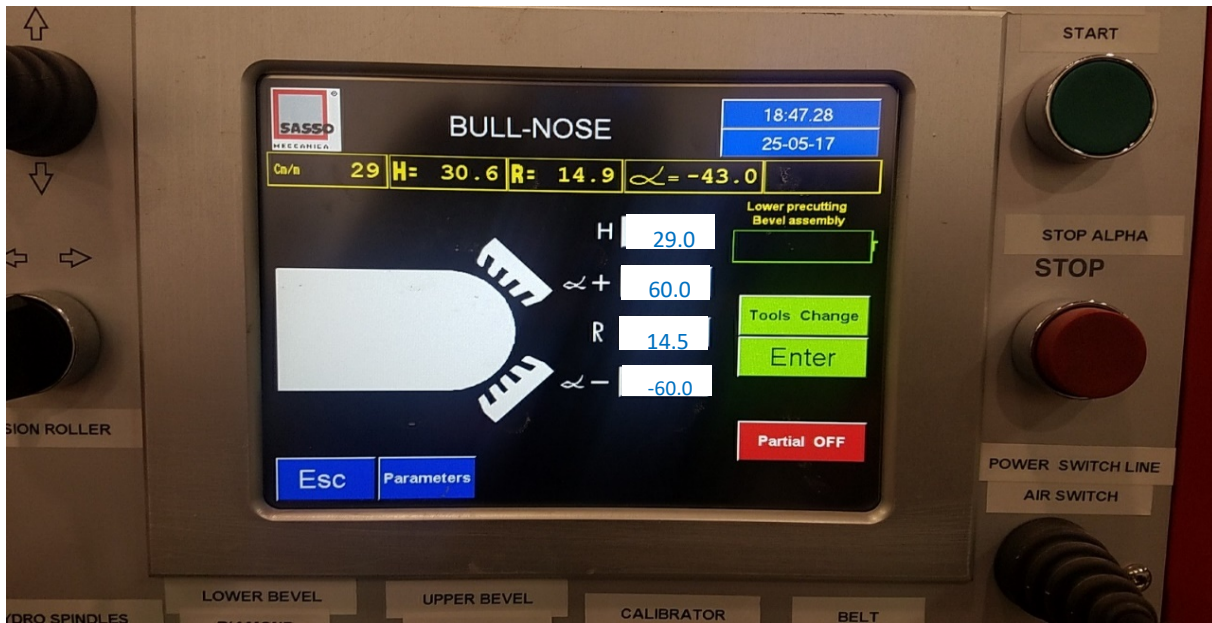 START
SASSO
MECCANICA
BULL-NOSE
18:47.28
25-05-17
Cm/m 29 H= 30.6 R= 14.9 ∝= -43.0
Lower precutting
Bevel assembly
H 29.0
∝+ 60.0
R 14.5
∝- -60.0
Tools Change
Enter
Partial OFF
Esc
Parameters
STOP ALPHA
STOP
SION ROLLER
POWER SWITCH LINE
AIR SWITCH
YDRO SPINDLES
LOWER BEVEL
UPPER BEVEL
CALIBRATOR
BELT